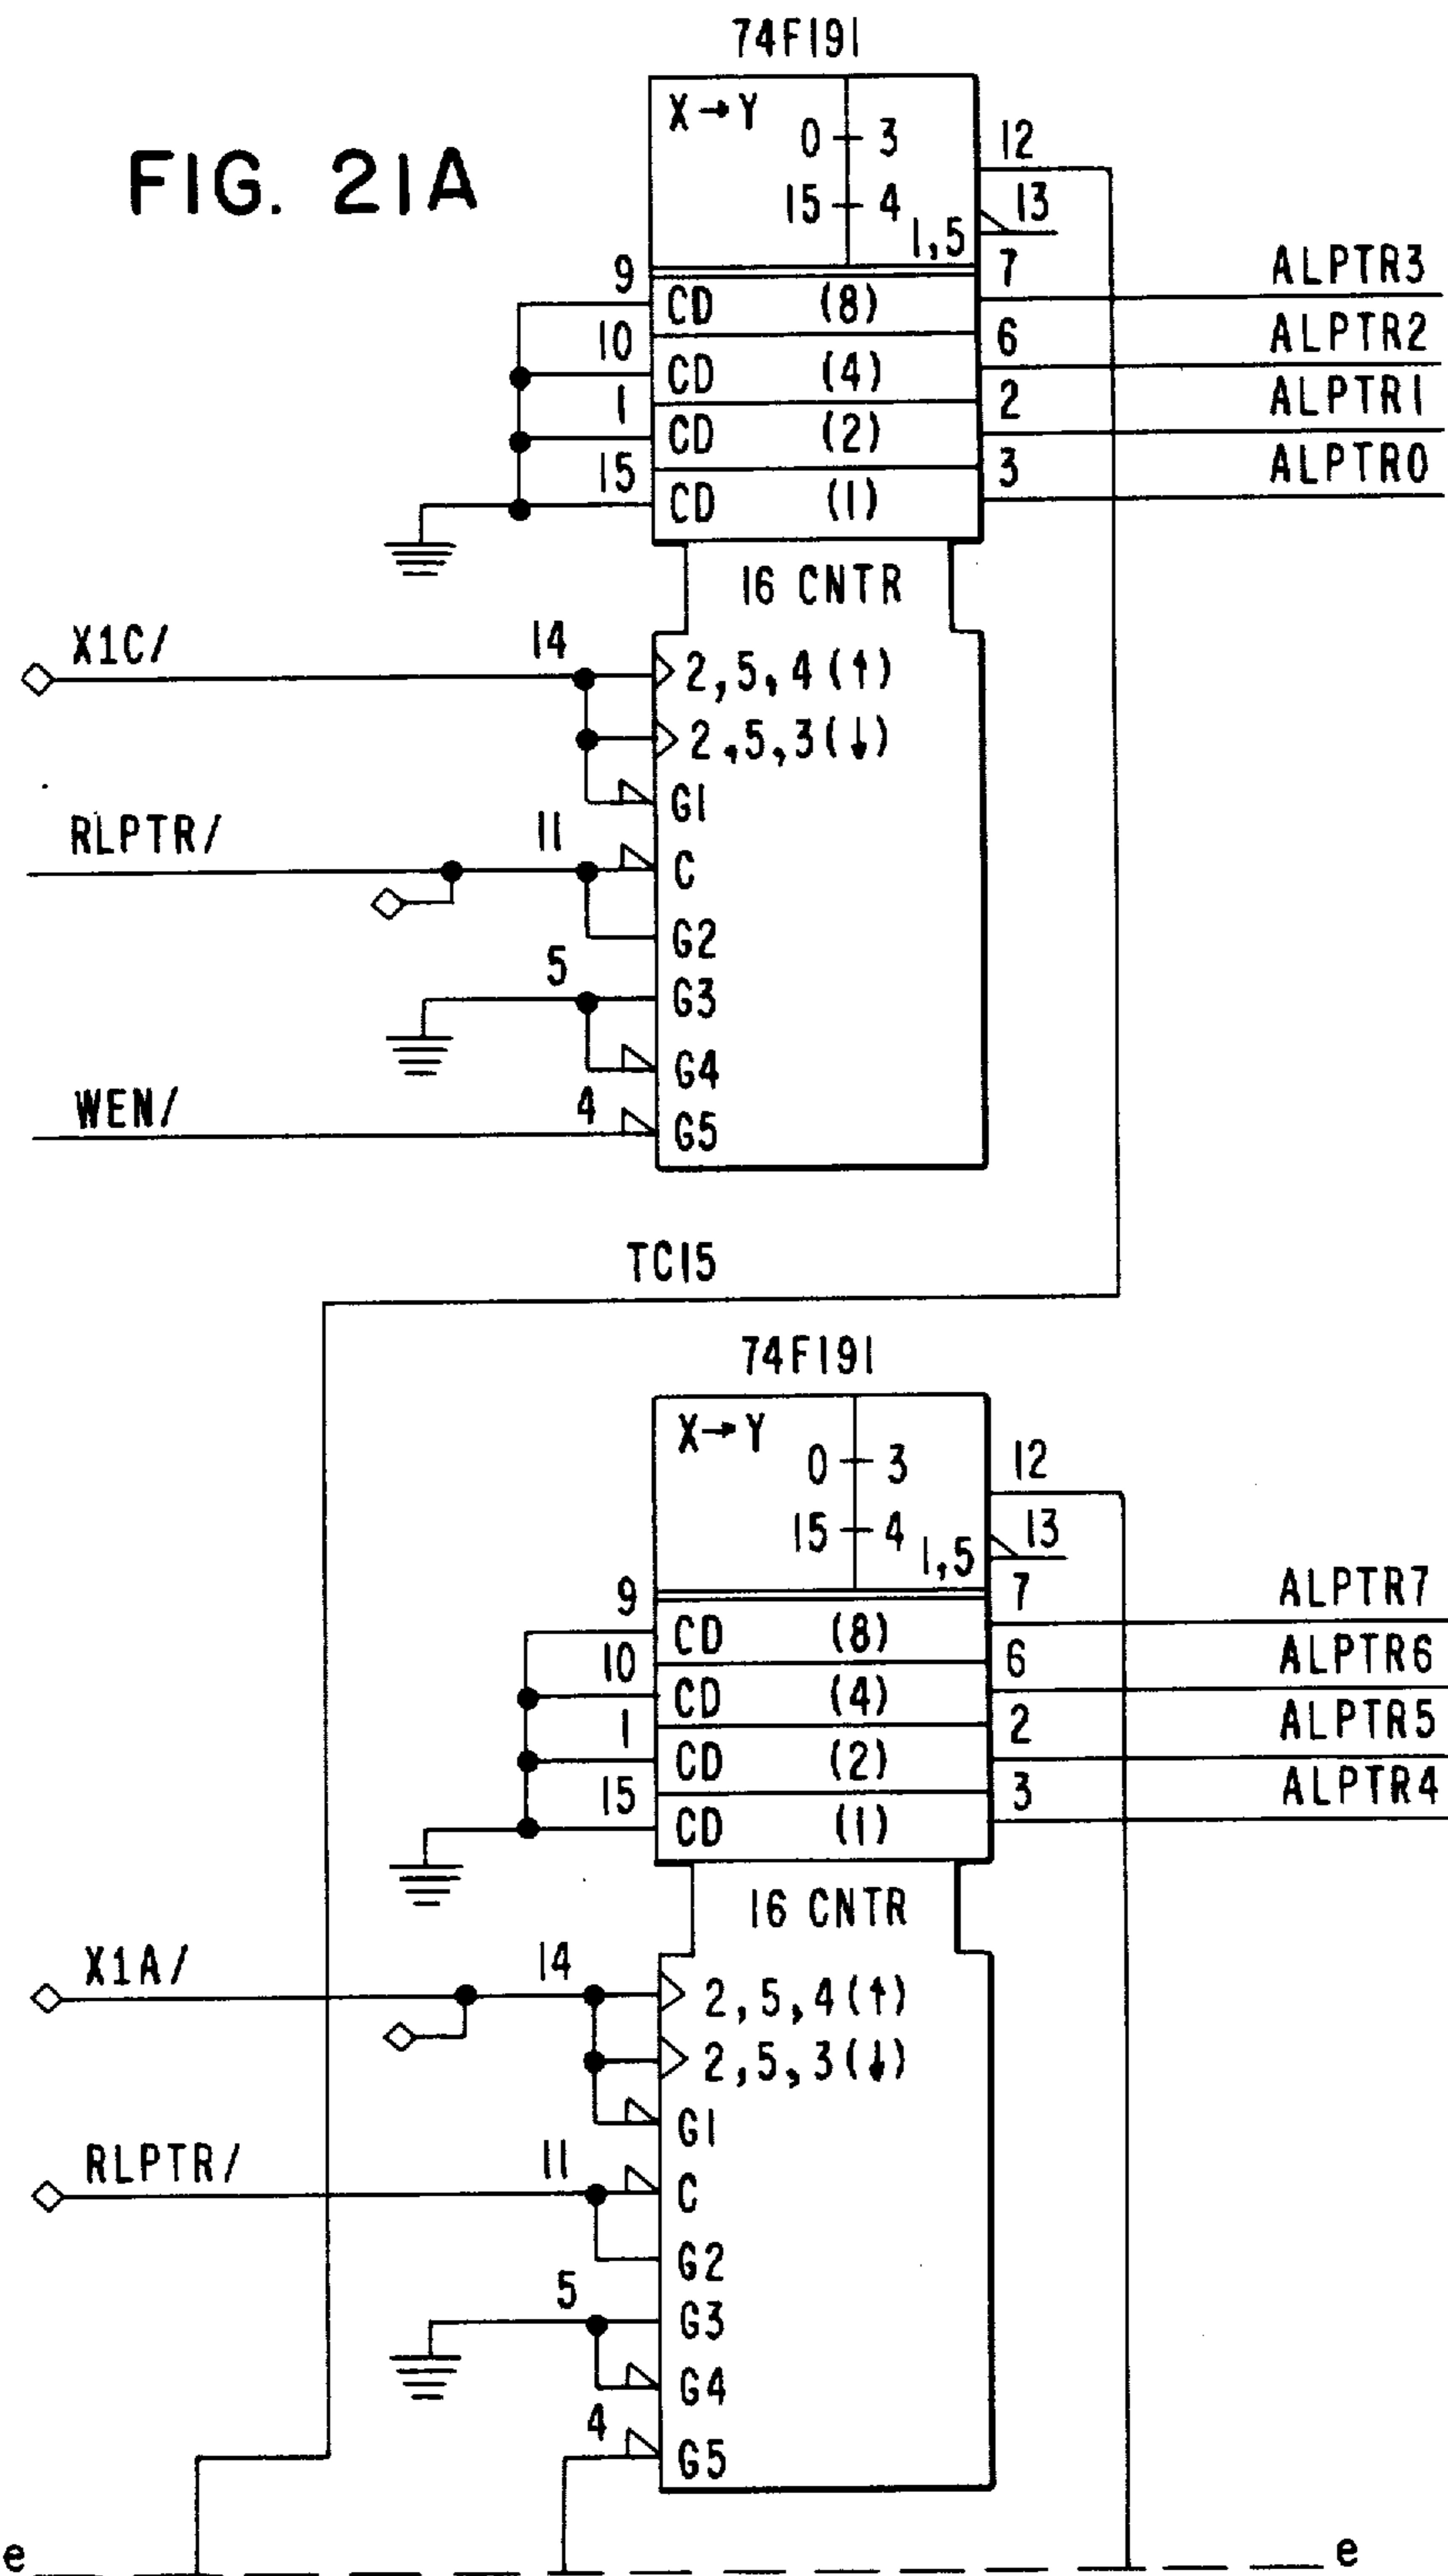 74F191
FIG. 21A
X→Y
0 3
15 4
1,5
12
13
9 CD (8) 7 ALPTR3
10 CD (4) 6 ALPTR2
1 CD (2) 2 ALPTR1
15 CD (1) 3 ALPTR0
16 CNTR
X1C/ 14 2,5,4(↑)
2,5,3(↓)
G1
RLPTR/ 11 C
G2
5 G3
G4
WEN/ 4 G5
TC15
74F191
X→Y
0 3
15 4
1,5
12
13
9 CD (8) 7 ALPTR7
10 CD (4) 6 ALPTR6
1 CD (2) 2 ALPTR5
15 CD (1) 3 ALPTR4
16 CNTR
X1A/ 14 2,5,4(↑)
2,5,3(↓)
G1
RLPTR/ 11 C
G2
5 G3
G4
4 G5
e e